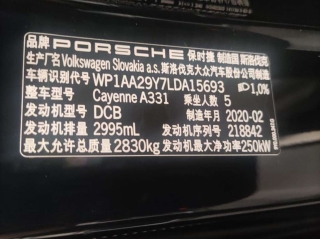 品牌 PORSCHE 保时捷 制造国 斯洛伐克
生产厂名 Volkswagen Slovakia a.s. 斯洛伐克大众汽车股份公司制造
车辆识别代号 WP1AA29Y7LDA15693 1,0%
整车型号 Cayenne A331 乘坐人数 5
发动机型号 DCB 制造年月 2020-02
发动机排量 2995mL 发动机序列号 218842
最大允许总质量 2830kg 发动机最大净功率 250kW